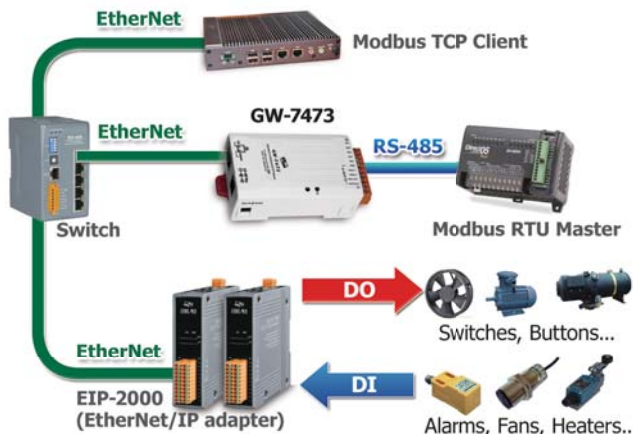 EtherNet
Modbus TCP Client
GW-7473
EtherNet
RS-485
Switch
Modbus RTU Master
DO
Switches, Buttons...
EtherNet
DI
EIP-2000
(EtherNet/IP adapter)
Alarms, Fans, Heaters..